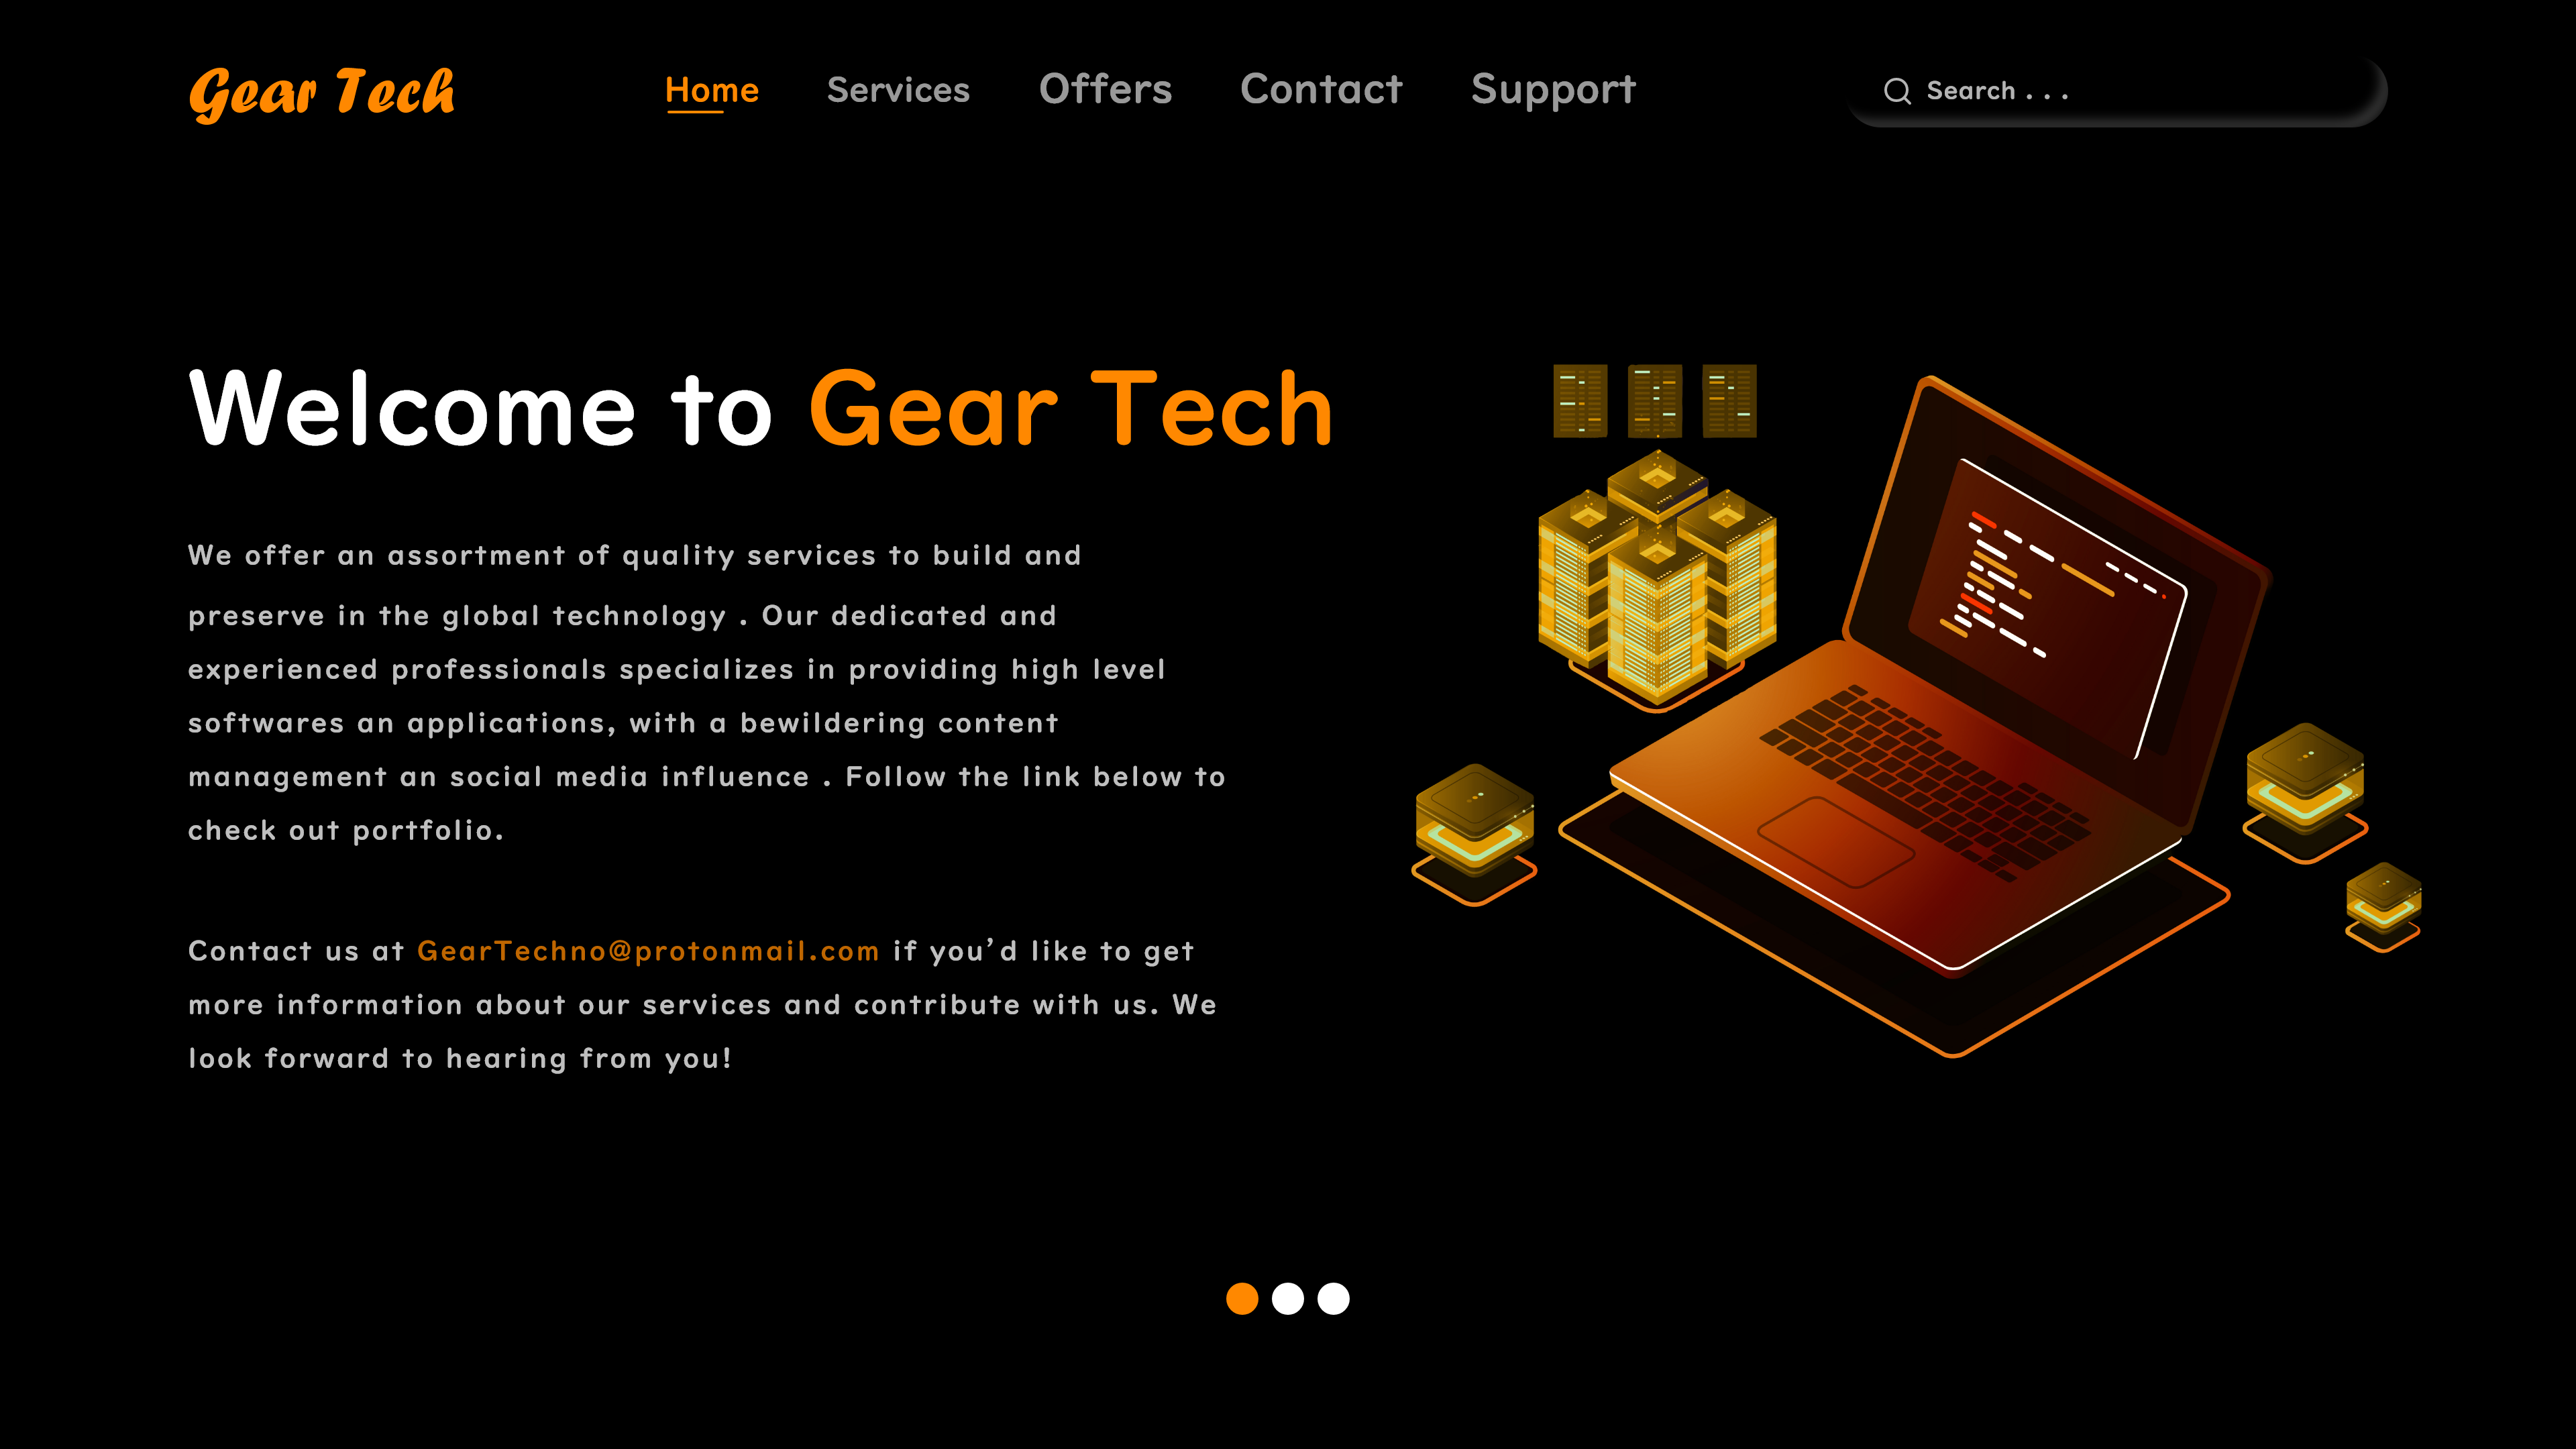 Gear Tech
Home Services Offers Contact Support
Search . . .
Welcome to Gear Tech
We offer an assortment of quality services to build and
preserve in the global technology . Our dedicated and
experienced professionals specializes in providing high level
softwares an applications, with a bewildering content
management an social media influence . Follow the link below to
check out portfolio.
Contact us at GearTechno@protonmail.com if you’d like to get
more information about our services and contribute with us. We
look forward to hearing from you!